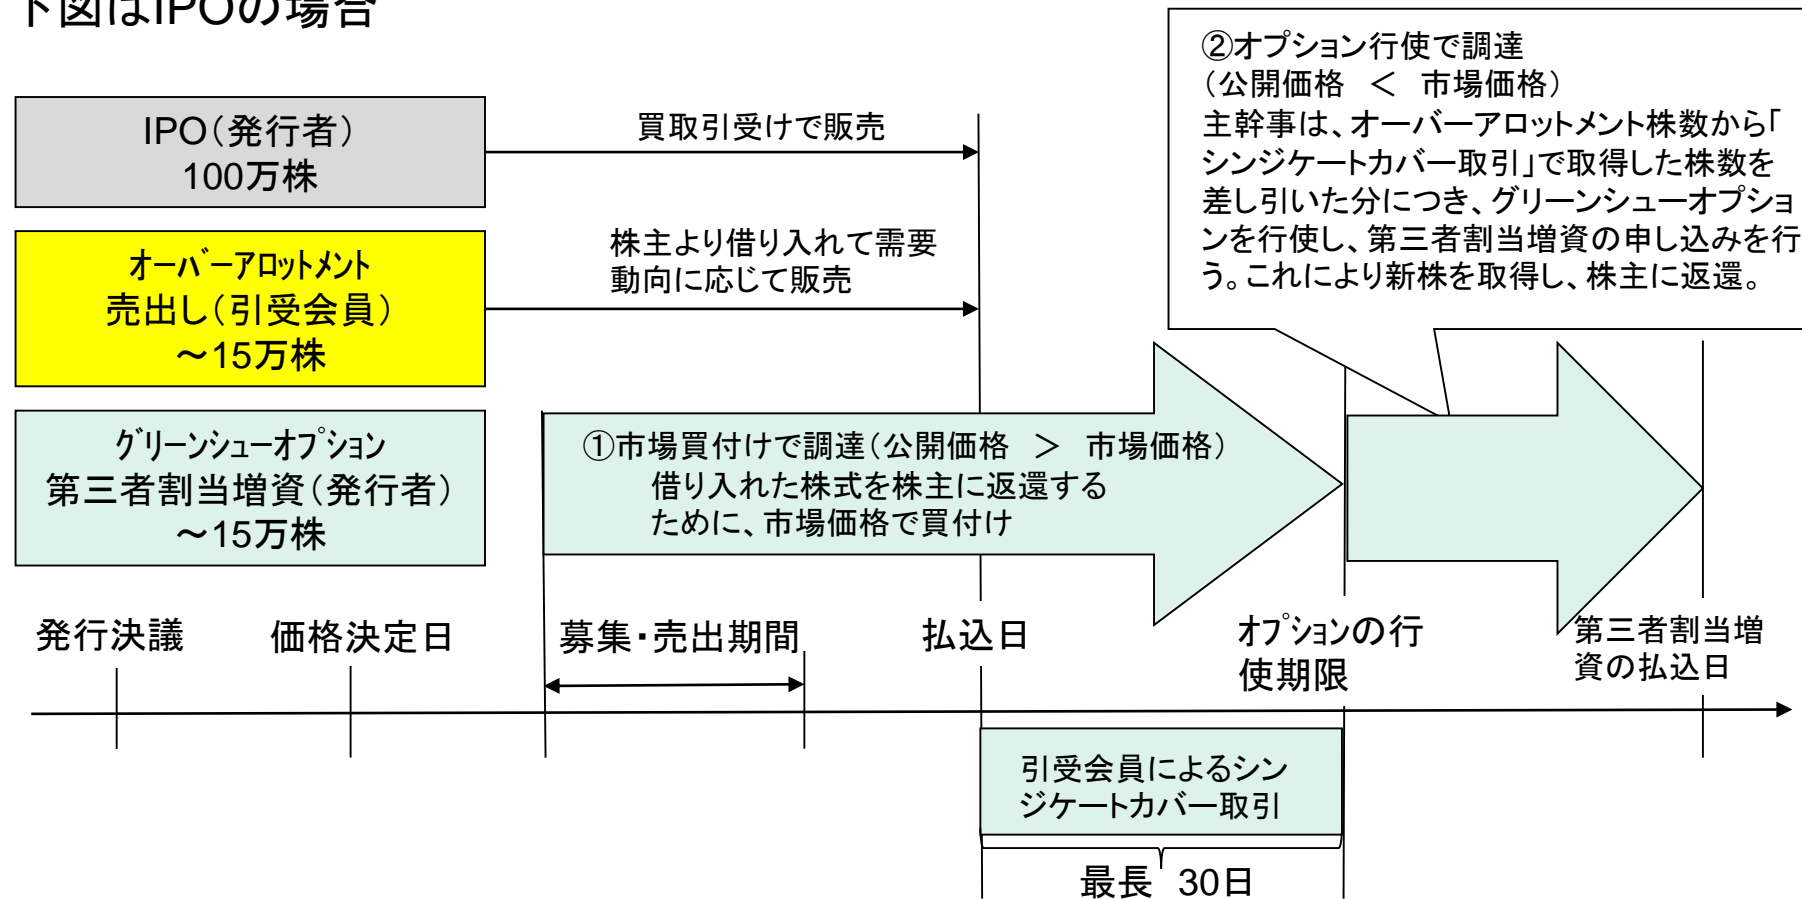 下図はIPOの場合
IPO(発行者)
100万株
買取引受けで販売
オーバーアロットメント
売出し(引受会員)
～15万株
株主より借り入れて需要
動向に応じて販売
②オプション行使で調達
(公開価格 ＜ 市場価格)
主幹事は、オーバーアロットメント株数から「
シンジケートカバー取引」で取得した株数を
差し引いた分につき、グリーンシューオプショ
ンを行使し、第三者割当増資の申し込みを行
う。これにより新株を取得し、株主に返還。
グリーンシューオプション
第三者割当増資(発行者)
～15万株
①市場買付けで調達(公開価格 ＞ 市場価格)
借り入れた株式を株主に返還する
ために、市場価格で買付け
発行決議
価格決定日
募集・売出期間
払込日
オプションの行
使期限
第三者割当増
資の払込日
引受会員によるシン
ジケートカバー取引
最長 30日